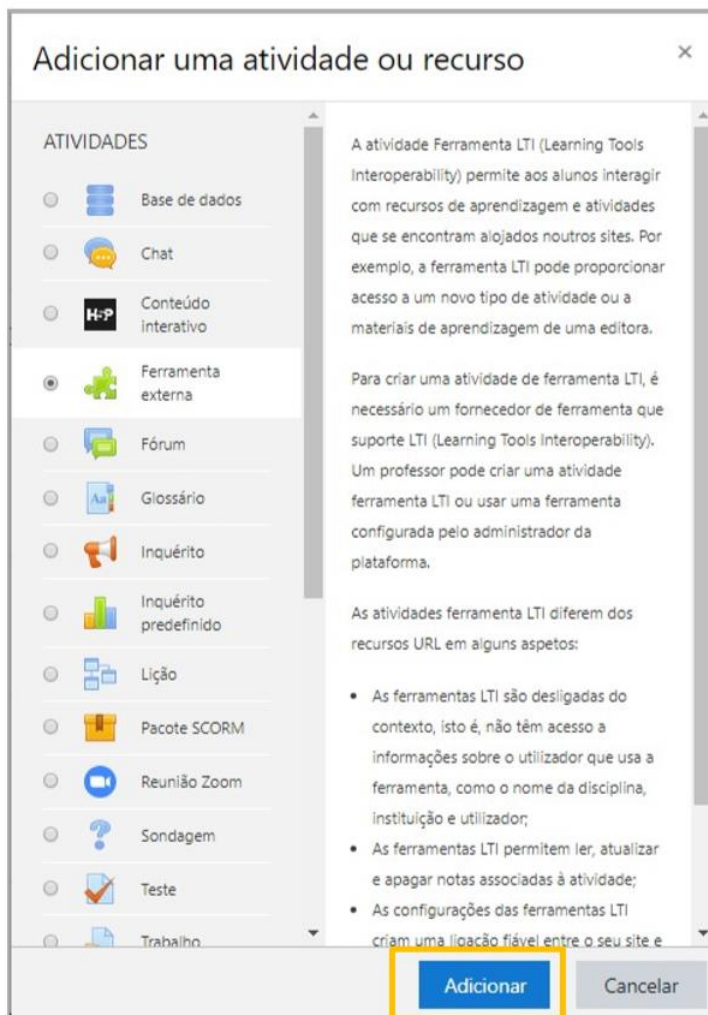 Adicionar uma atividade ou recurso
×
ATIVIDADES
Base de dados
Chat
H5P
Conteúdo
interativo
Ferramenta
externa
Fórum
Aa
Glossário
Inquérito
Inquérito
predefinido
Lição
Pacote SCORM
Reunião Zoom
Sondagem
Teste
Trabalho
A atividade Ferramenta LTI (Learning Tools
Interoperability) permite aos alunos interagir
com recursos de aprendizagem e atividades
que se encontram alojados noutros sites. Por
exemplo, a ferramenta LTI pode proporcionar
acesso a um novo tipo de atividade ou a
materiais de aprendizagem de uma editora.
Para criar uma atividade de ferramenta LTI, é
necessário um fornecedor de ferramenta que
suporte LTI (Learning Tools Interoperability).
Um professor pode criar uma atividade
ferramenta LTI ou usar uma ferramenta
configurada pelo administrador da
plataforma.
As atividades ferramenta LTI diferem dos
recursos URL em alguns aspetos:
• As ferramentas LTI são desligadas do
contexto, isto é, não têm acesso a
informações sobre o utilizador que usa a
ferramenta, como o nome da disciplina,
instituição e utilizador;
• As ferramentas LTI permitem ler, atualizar
e apagar notas associadas à atividade;
• As configurações das ferramentas LTI
criam uma ligação fiável entre o seu site e
Adicionar
Cancelar